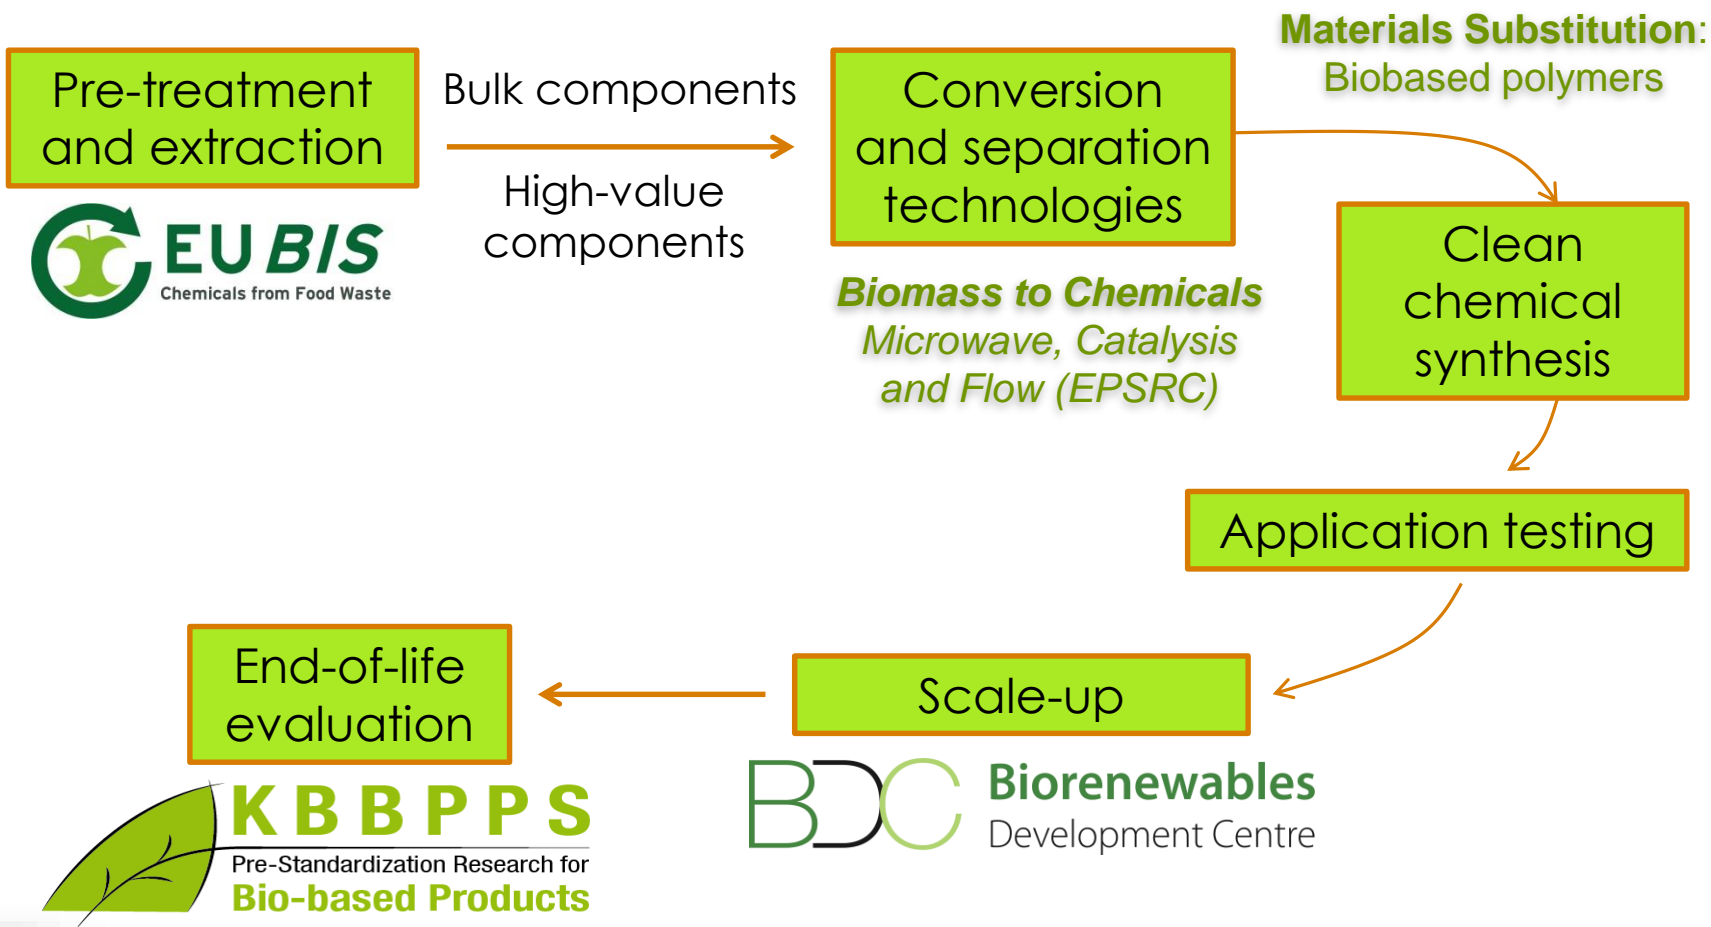 Materials Substitution:
Biobased polymers
Pre-treatment
and extraction
Bulk components
High-value
components
Conversion
and separation
technologies
EUBIS
Chemicals from Food Waste
Biomass to Chemicals
Microwave, Catalysis
and Flow (EPSRC)
Clean
chemical
synthesis
Application testing
Scale-up
BDC
Biorenewables
Development Centre
End-of-life
evaluation
KBBPPS
Pre-Standardization Research for
Bio-based Products